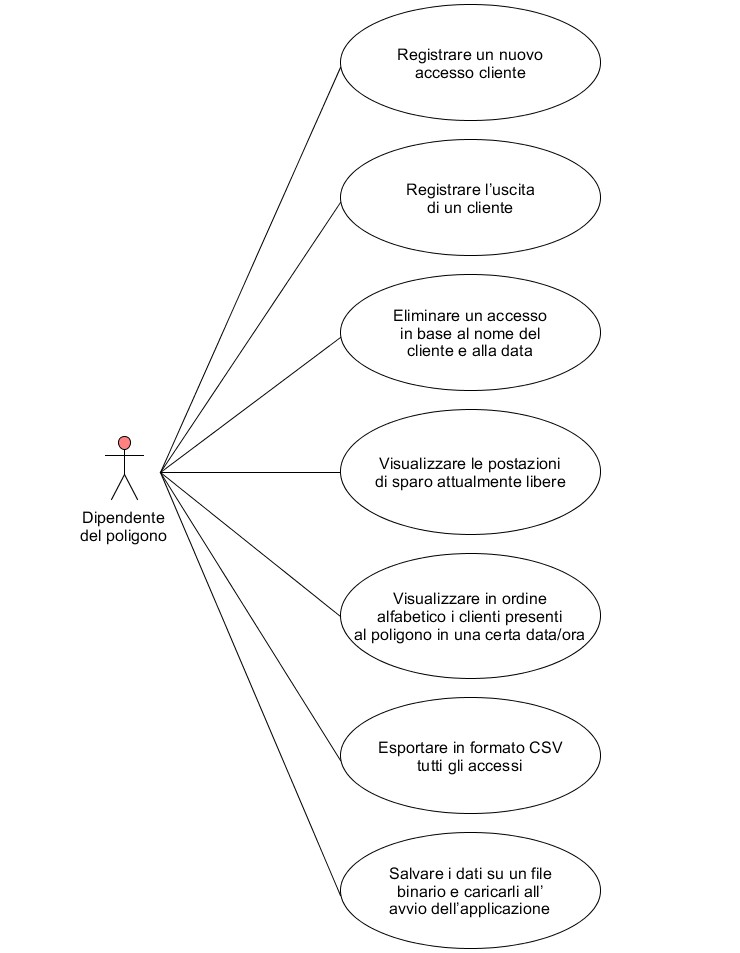 Registrare un nuovo
accesso cliente
Registrare l'uscita
di un cliente
Eliminare un accesso
in base al nome del
cliente e alla data
Visualizzare le postazioni
di sparo attualmente libere
Dipendente
del poligono
Visualizzare in ordine
alfabetico i clienti presenti
al poligono in una certa data/ora
Esportare in formato CSV
tutti gli accessi
Salvare i dati su un file
binario e caricarli all'
avvio dell'applicazione